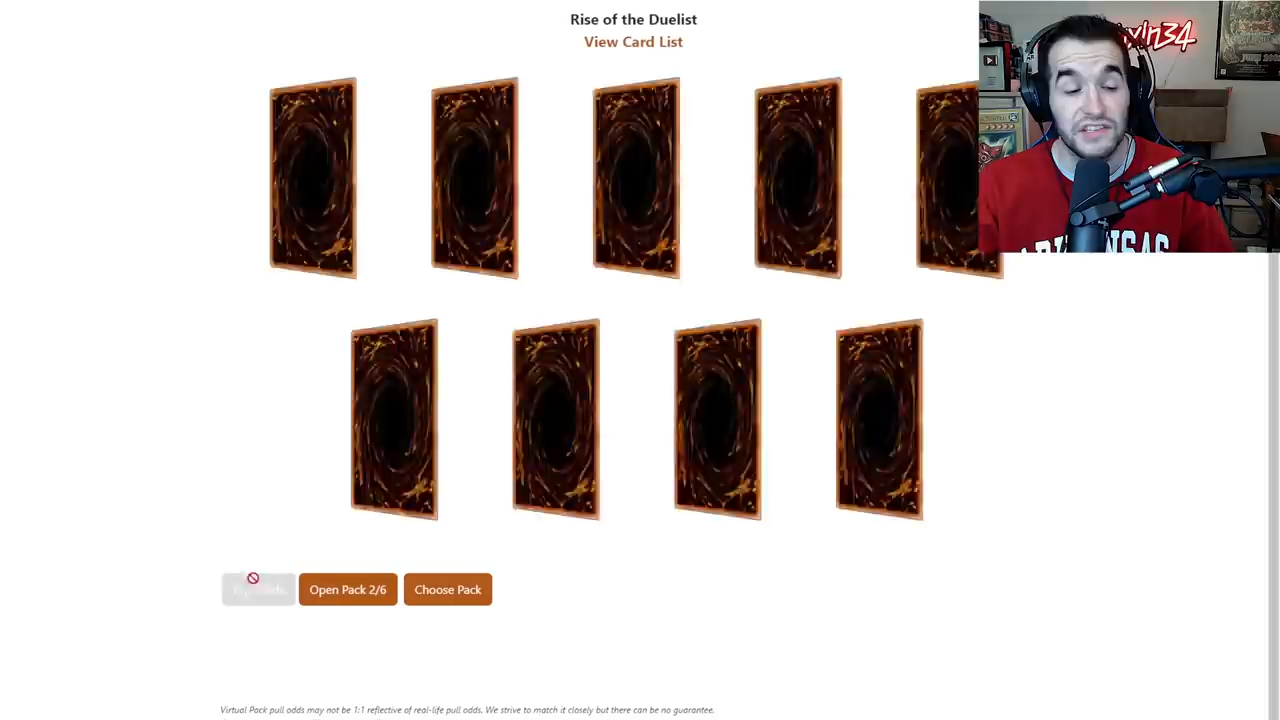 Rise of the Duelist
View Card List
Open Pack 2/6
Choose Pack
Virtual Pack pull odds may not be 1:1 reflective of real-life pull odds. We strive to match it closely but there can be no guarantee.